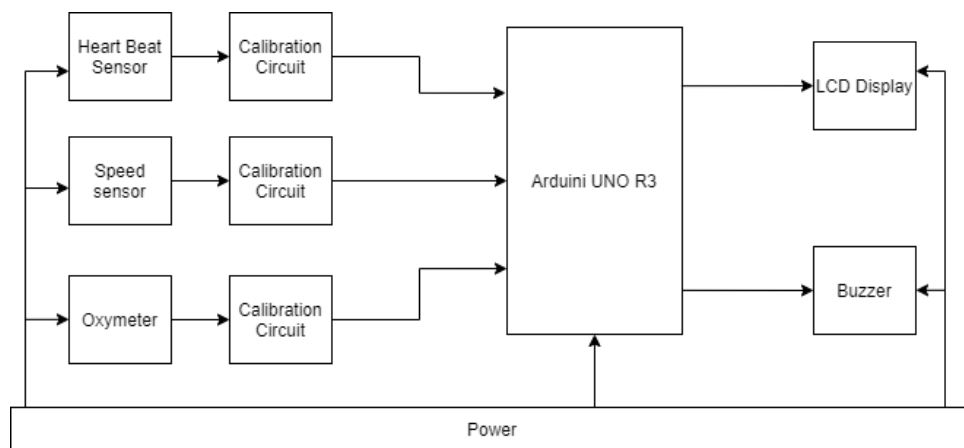 Heart Beat
Sensor
Calibration
Circuit
LCD Display
Speed
sensor
Calibration
Circuit
Arduini UNO R3
Oxymeter
Calibration
Circuit
Buzzer
Power